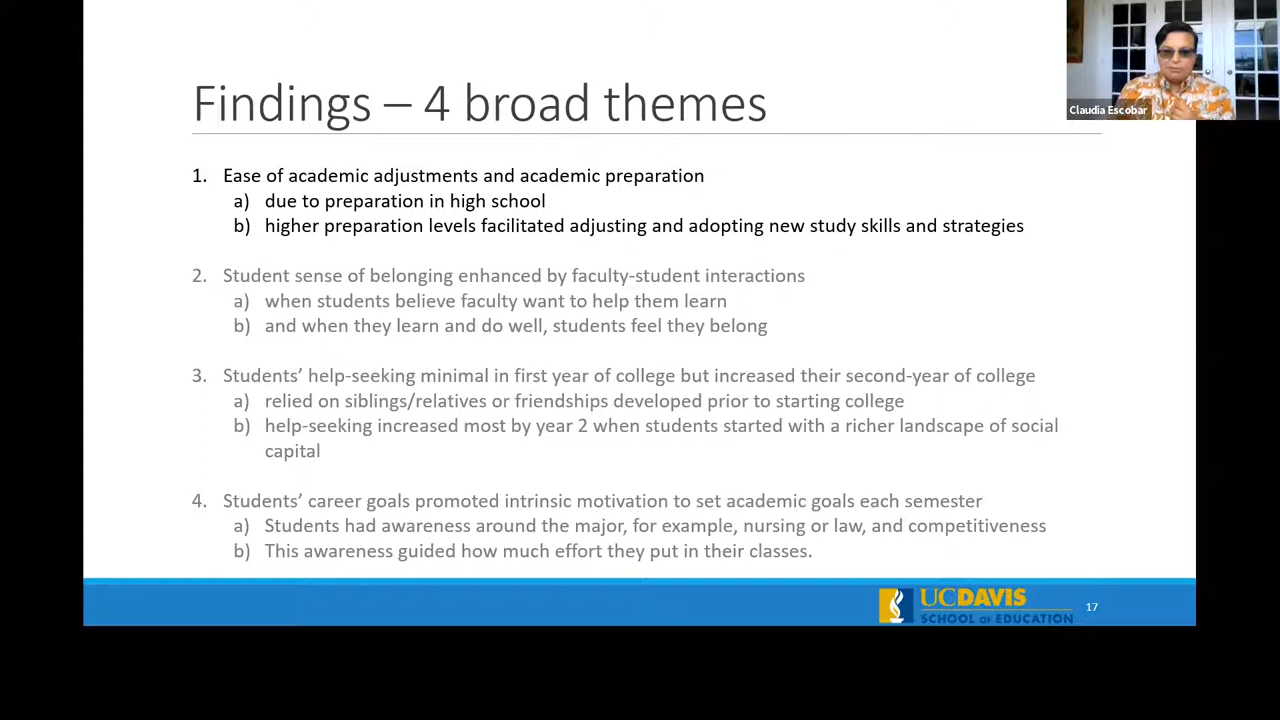 Findings – 4 broad themes
Claudia Escobar
1. Ease of academic adjustments and academic preparation
a) due to preparation in high school
b) higher preparation levels facilitated adjusting and adopting new study skills and strategies
2. Student sense of belonging enhanced by faculty-student interactions
a) when students believe faculty want to help them learn
b) and when they learn and do well, students feel they belong
3. Students’ help-seeking minimal in first year of college but increased their second-year of college
a) relied on siblings/relatives or friendships developed prior to starting college
b) help-seeking increased most by year 2 when students started with a richer landscape of social
capital
4. Students’ career goals promoted intrinsic motivation to set academic goals each semester
a) Students had awareness around the major, for example, nursing or law, and competitiveness
b) This awareness guided how much effort they put in their classes.
UCDAVIS
SCHOOL OF EDUCATION
17